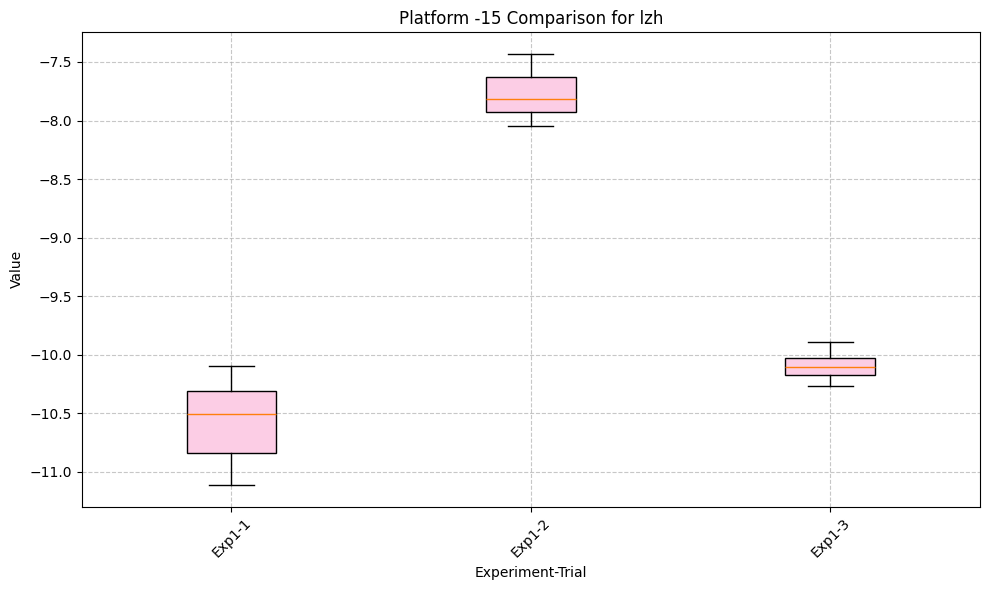 Platform -15 Comparison for lzh
Value
−7.5
−8.0
−8.5
−9.0
−9.5
−10.0
−10.5
−11.0
Exp1-1
Exp1-2
Exp1-3
Experiment-Trial